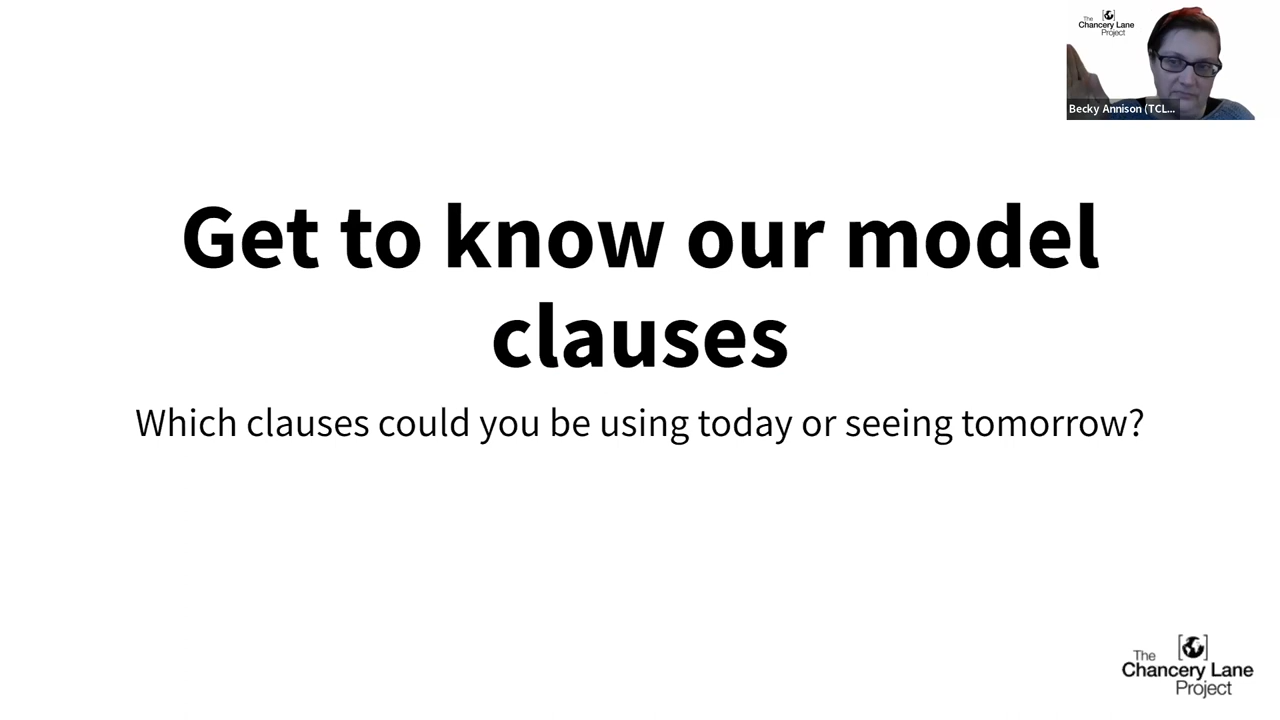 The
Chancery Lane
Project
Becky Annison (TCL...
Get to know our model
clauses
Which clauses could you be using today or seeing tomorrow?
The
Chancery Lane
Project